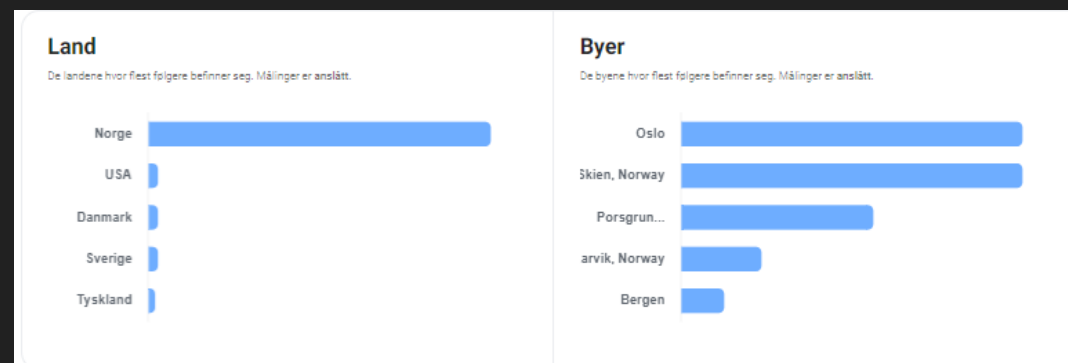 Land
De landene hvor flest følgere befinner seg. Målinger er anslått.
Norge
USA
Danmark
Sverige
Tyskland
Byer
De byene hvor flest følgere befinner seg. Målinger er anslått.
Oslo
Skien, Norway
Porsgrun...
arvik, Norway
Bergen